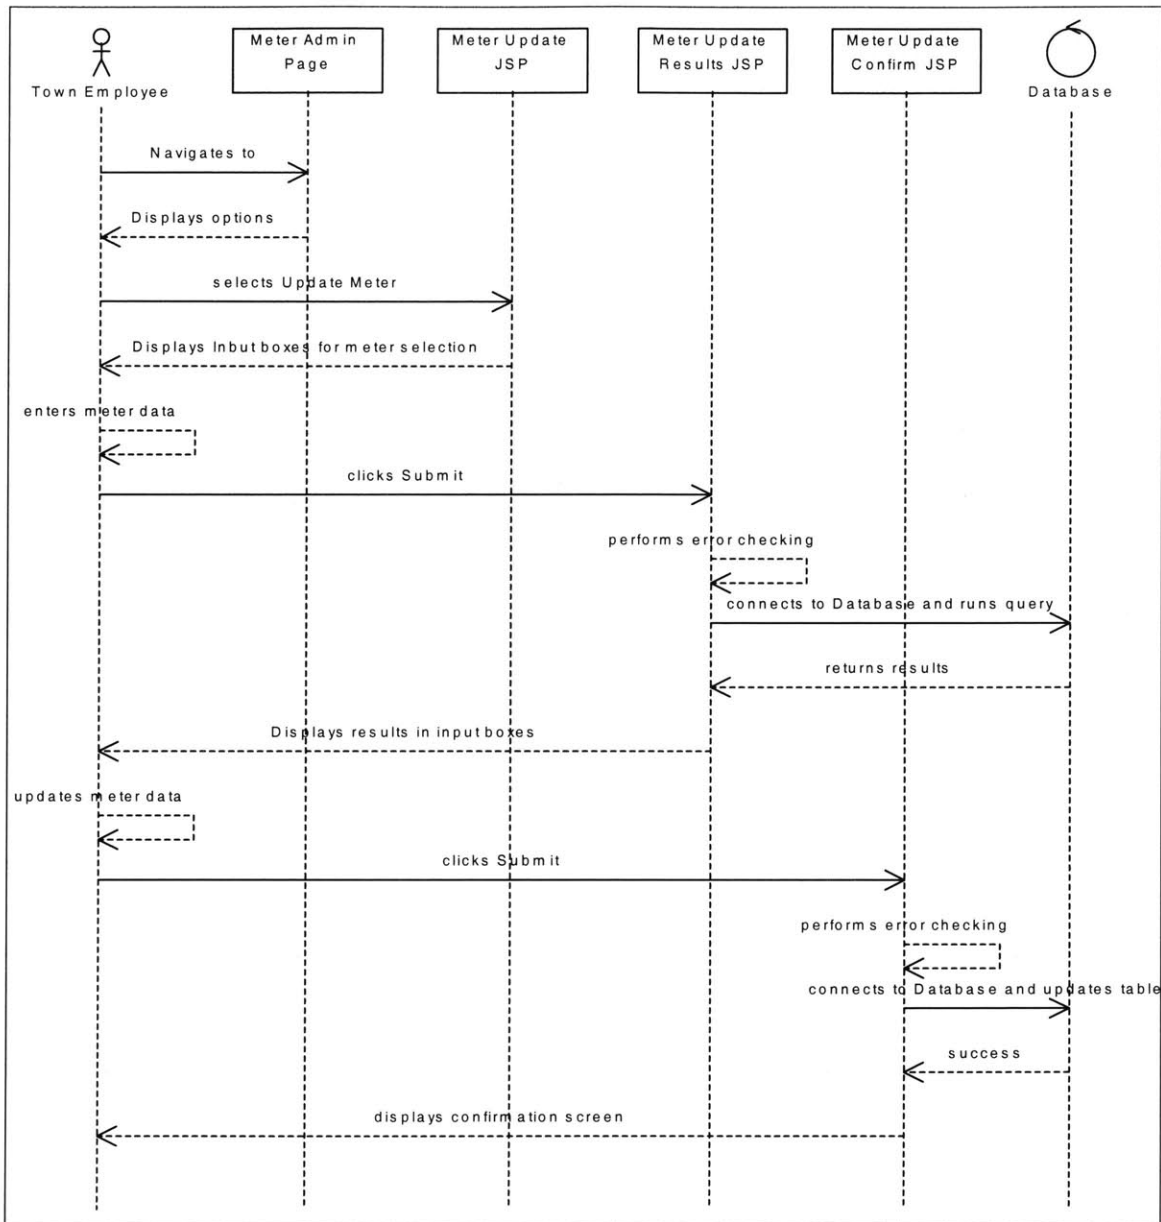 Meter Admin
Page
Meter Update
JSP
Meter Update
Results JSP
Meter Update
Confirm JSP
Town Employee
Database
Navigates to
Displays options
selects Update Meter
Displays Inbut boxes for meter selection
enters meter data
clicks Submit
performs error checking
connects to Database and runs query
returns results
Displays results in input boxes
updates meter data
clicks Submit
performs error checking
connects to Database and updates table
success
displays confirmation screen